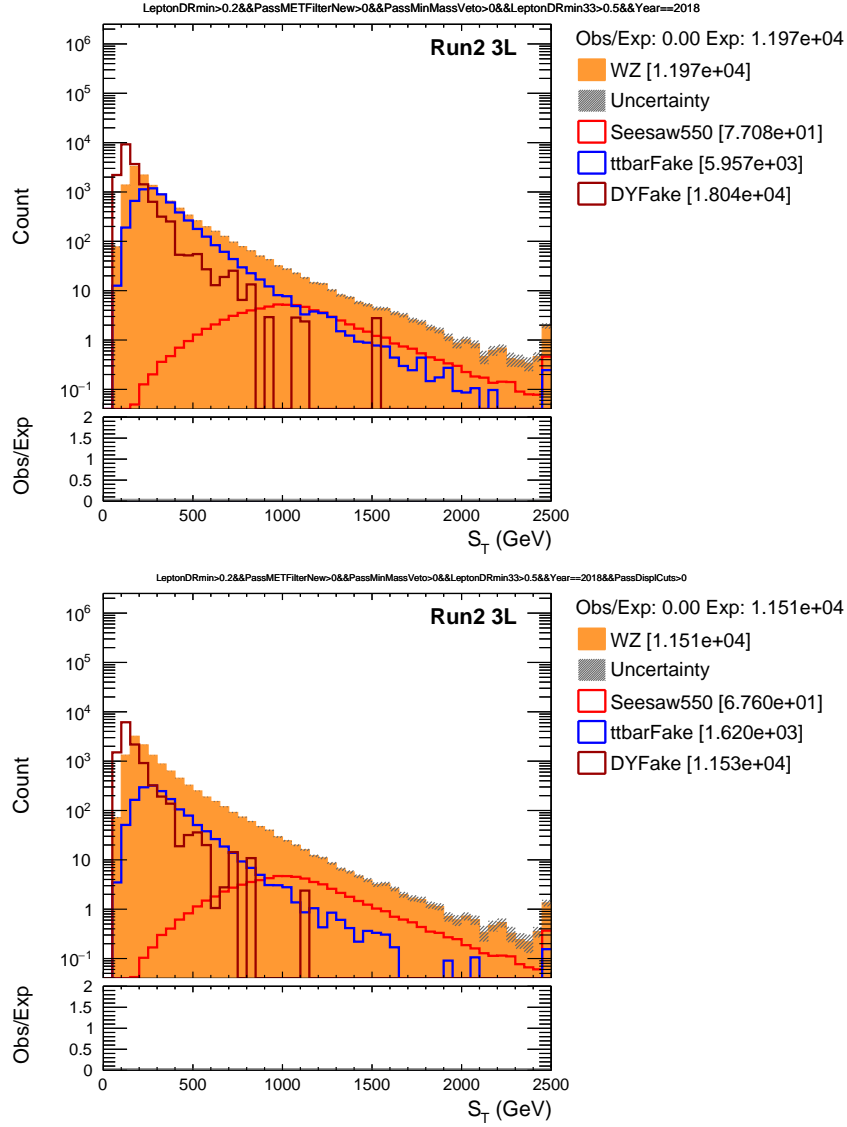 LeptonDRmin>0.2&&PassMETFilterNew>0&&PassMinMassVeto>0&&LeptonDRmin33>0.5&&Year==2018
Run2 3L
Obs/Exp: 0.00 Exp: 1.197e+04
WZ [1.197e+04]
Uncertainty
Seesaw550 [7.708e+01]
ttbarFake [5.957e+03]
DYFake [1.804e+04]
Count
10^6
10^5
10^4
10^3
10^2
10
1
10^−1
Obs/Exp
2
1.5
1
0.5
0
0 500 1000 1500 2000 2500
S_T (GeV)
LeptonDRmin>0.2&&PassMETFilterNew>0&&PassMinMassVeto>0&&LeptonDRmin33>0.5&&Year==2018&&PassDisplCuts>0
Run2 3L
Obs/Exp: 0.00 Exp: 1.151e+04
WZ [1.151e+04]
Uncertainty
Seesaw550 [6.760e+01]
ttbarFake [1.620e+03]
DYFake [1.153e+04]
Count
10^6
10^5
10^4
10^3
10^2
10
1
10^−1
Obs/Exp
2
1.5
1
0.5
0
0 500 1000 1500 2000 2500
S_T (GeV)